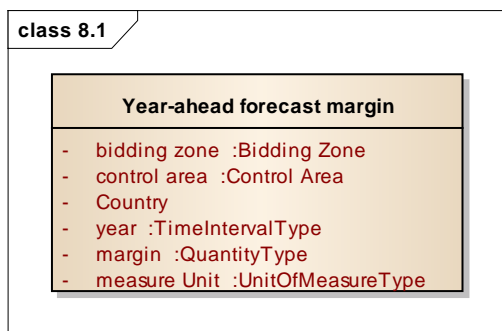 class 8.1
Year-ahead forecast margin
- bidding zone :Bidding Zone
- control area :Control Area
- Country
- year :TimeIntervalType
- margin :QuantityType
- measure Unit :UnitOfMeasureType